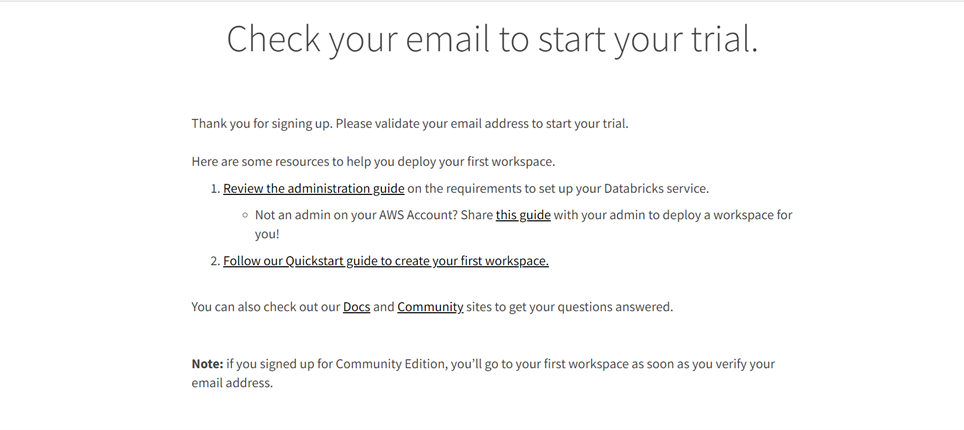 Check your email to start your trial.
Thank you for signing up. Please validate your email address to start your trial.
Here are some resources to help you deploy your first workspace.
1. Review the administration guide on the requirements to set up your Databricks service.
Not an admin on your AWS Account? Share this guide with your admin to deploy a workspace for
you!
2. Follow our Quickstart guide to create your first workspace.
You can also check out our Docs and Community sites to get your questions answered.
Note: if you signed up for Community Edition, you’ll go to your first workspace as soon as you verify your
email address.